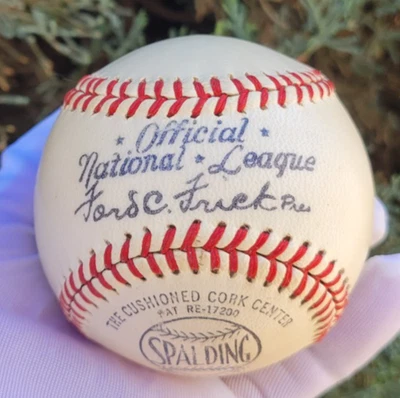 * Official *
National * League
Ford C. Frick Pres
THE CUSHIONED CORK CENTER
PAT RE-17200
SPALDING